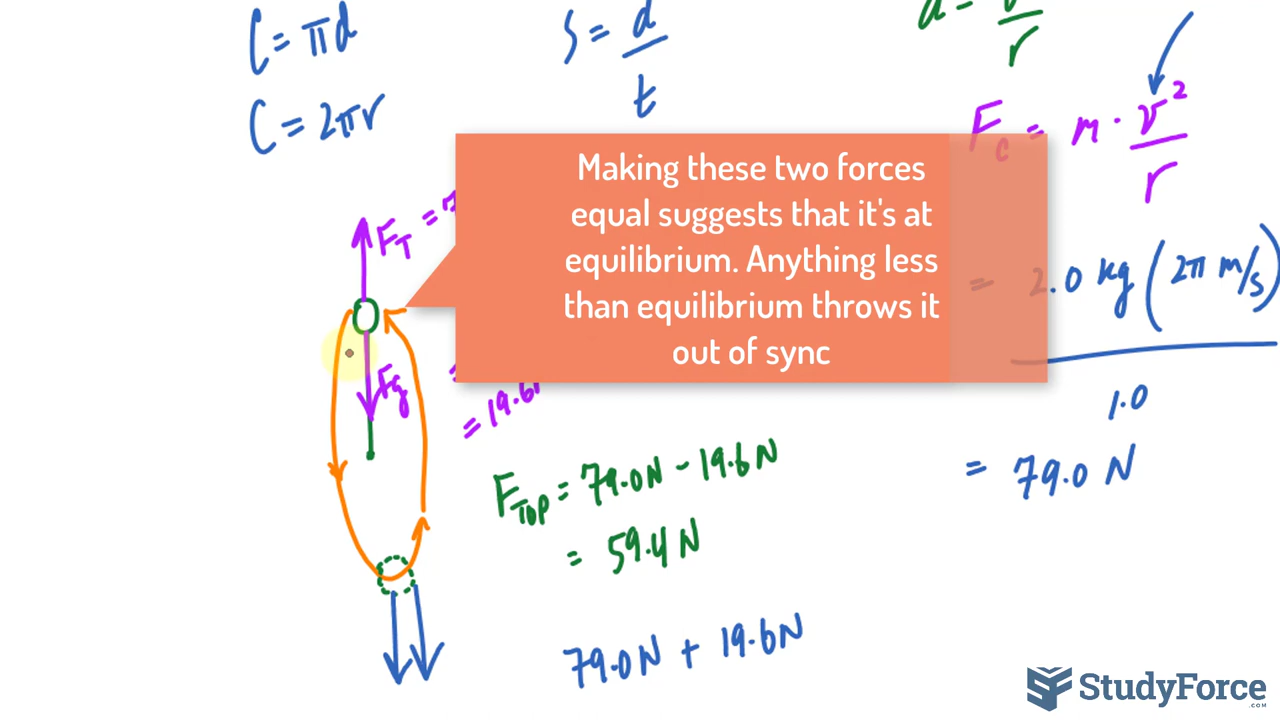 C = πd
C = 2πr
S = d/t
a = v/r
F_C = m · v²/r
Making these two forces
equal suggests that it's at
equilibrium. Anything less
than equilibrium throws it
out of sync
F_T = 7
F_g
= 19.6
= 2.0 kg (2π m/s)
1.0
= 79.0 N
F_TOP = 79.0N - 19.6N
= 59.4 N
79.0N + 19.6N
StudyForce
.COM